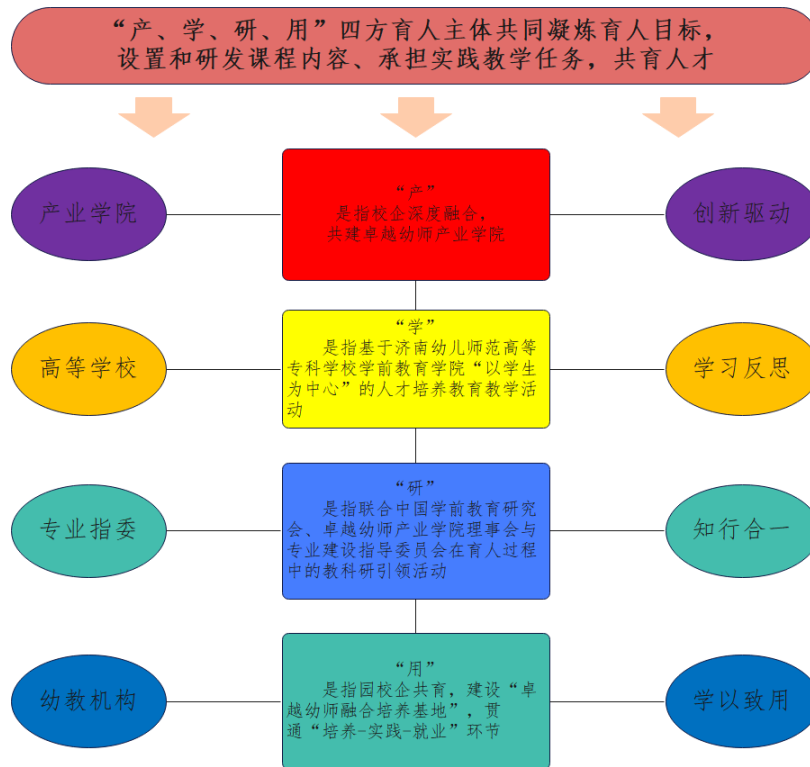 “产、学、研、用”四方育人主体共同凝炼育人目标，
设置和研发课程内容、承担实践教学任务，共育人才
产业学院
“产”
是指校企深度融合，
共建卓越幼师产业学院
创新驱动
高等学校
“学”
是指基于济南幼儿师范高等
专科学校学前教育学院“以学生
为中心”的人才培养教育教学活
动
学习反思
专业指委
“研”
是指联合中国学前教育研究
会、卓越幼师产业学院理事会与
专业建设指导委员会在育人过程
中的教科研引领活动
知行合一
幼教机构
“用”
是指园校企共育，建设“卓
越幼师融合培养基地”，贯
通“培养-实践-就业”环节
学以致用